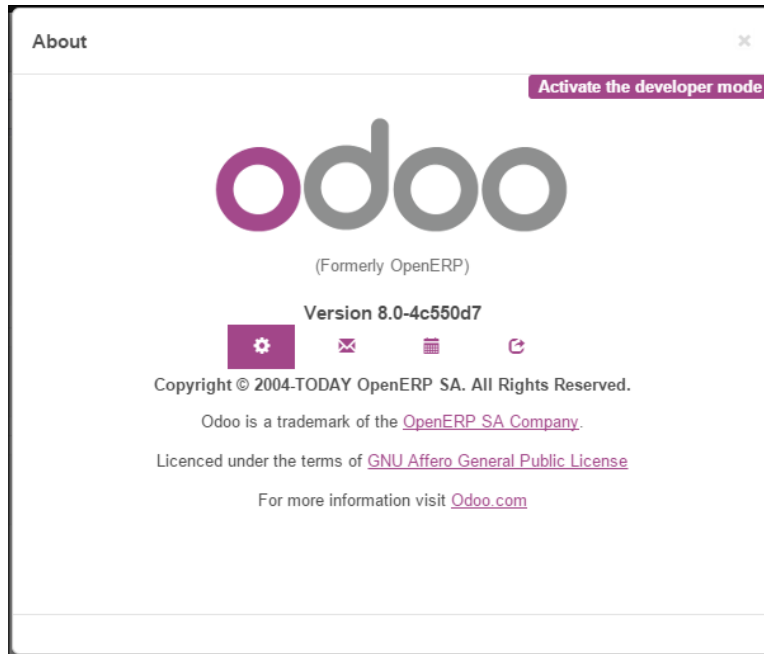 About
Activate the developer mode
odoo
(Formerly OpenERP)
Version 8.0-4c550d7
Copyright © 2004-TODAY OpenERP SA. All Rights Reserved.
Odoo is a trademark of the OpenERP SA Company.
Licenced under the terms of GNU Affero General Public License
For more information visit Odoo.com